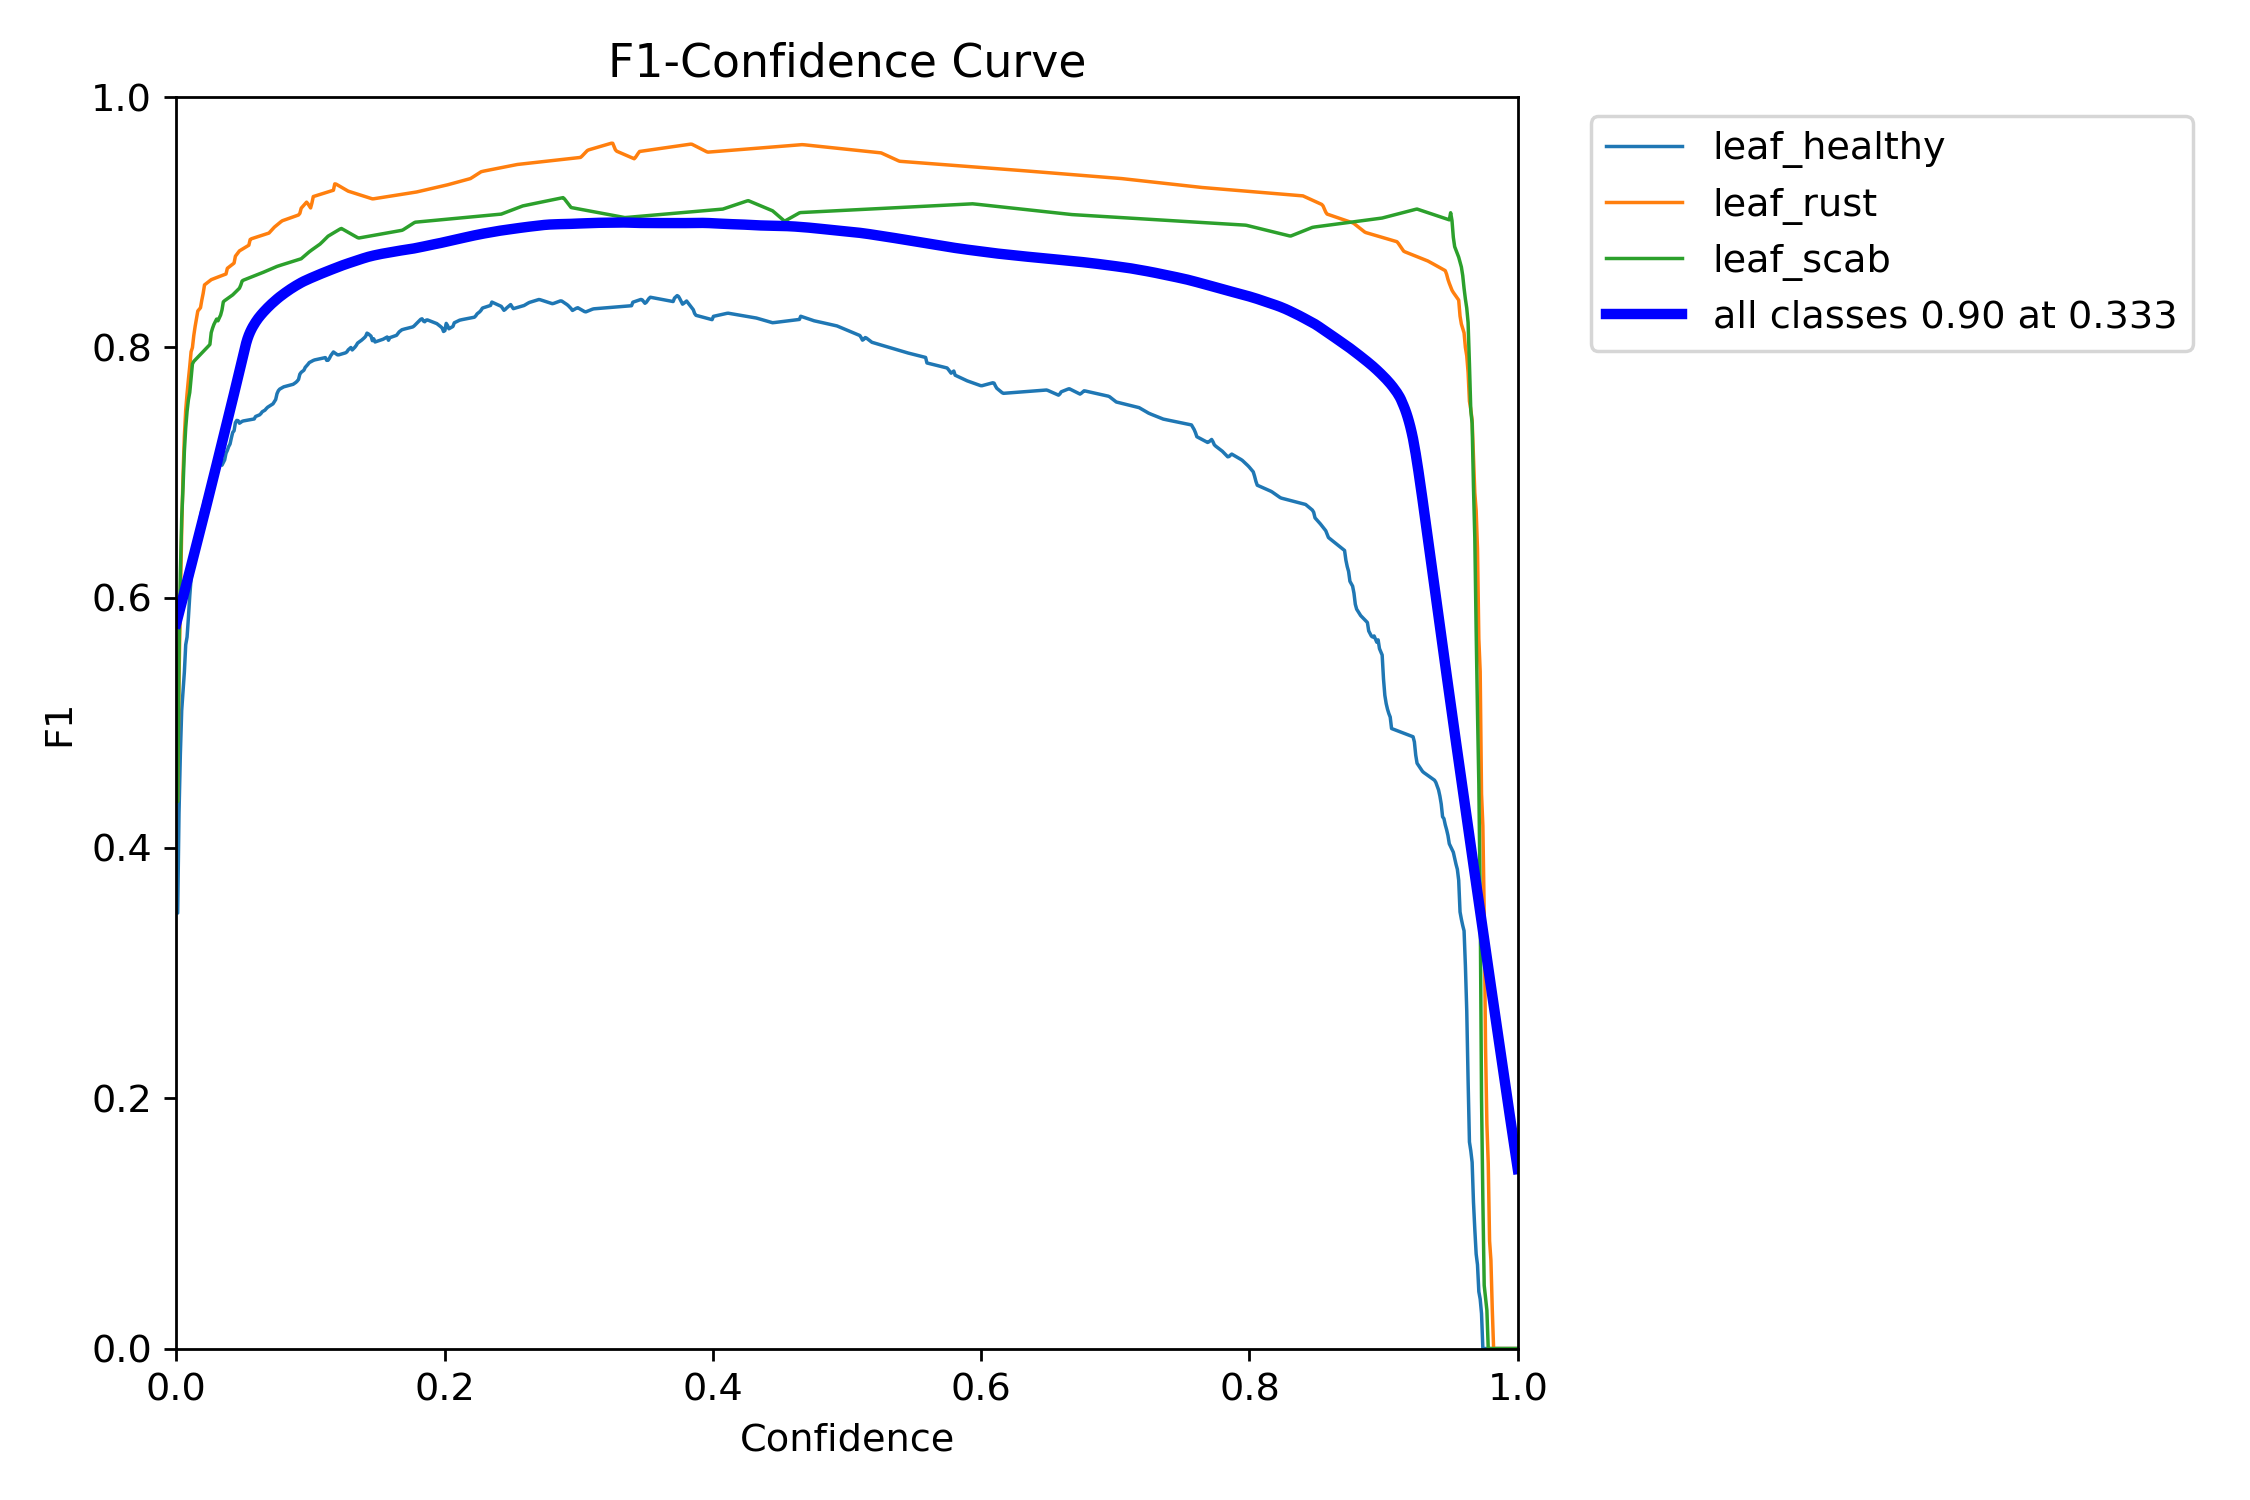 F1-Confidence Curve
1.0
0.8
0.6
0.4
0.2
0.0
F1
0.0 0.2 0.4 0.6 0.8 1.0
Confidence
leaf_healthy
leaf_rust
leaf_scab
all classes 0.90 at 0.333